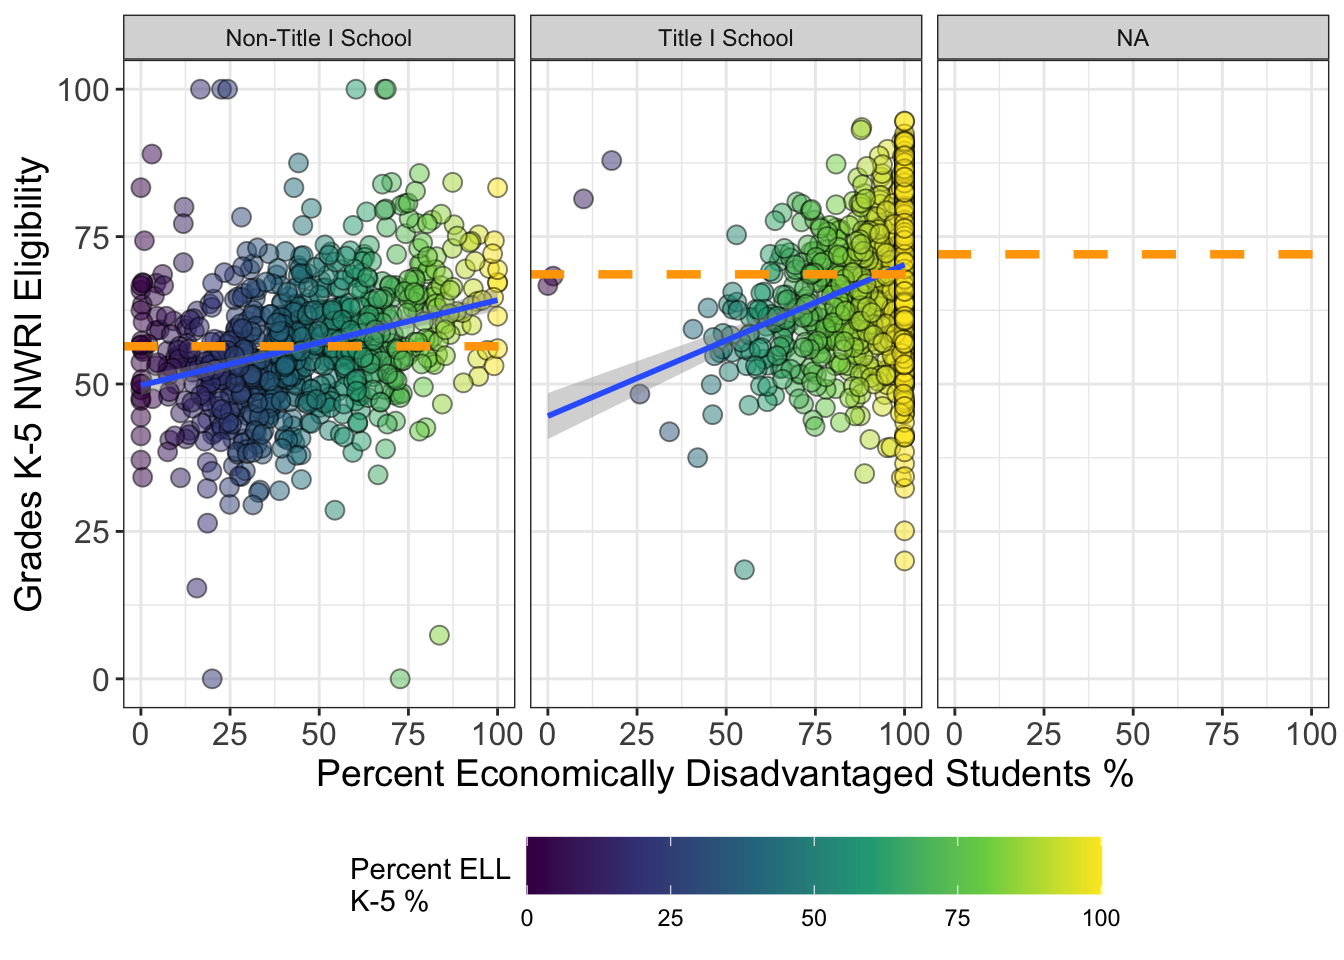 Non-Title I School
Title I School
NA
100
75
50
25
0
Grades K-5 NWRI Eligibility
0 25 50 75 100
0 25 50 75 100
0 25 50 75 100
Percent Economically Disadvantaged Students %
Percent ELL
K-5 %
0 25 50 75 100